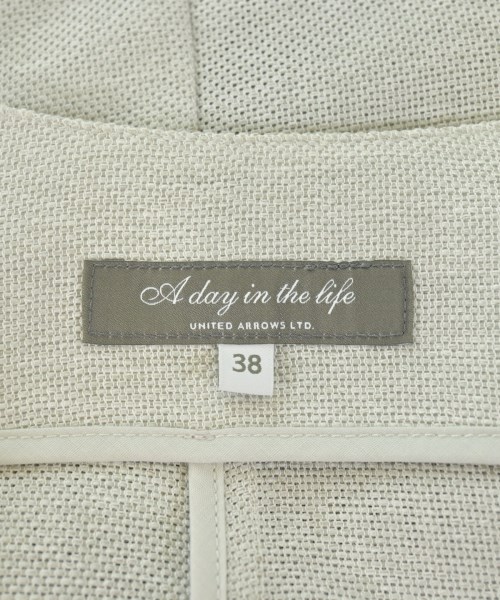 A day in the life
UNITED ARROWS LTD.
38